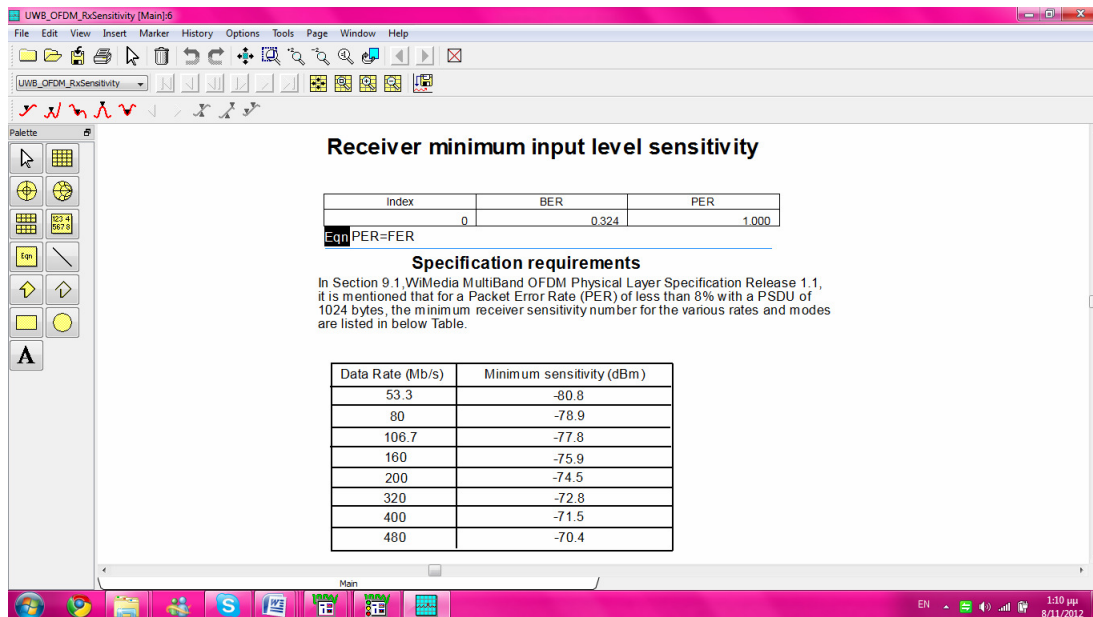 UWB_OFDM_RxSensitivity [Main]:6
File Edit View Insert Marker History Options Tools Page Window Help
UWB_OFDM_RxSensitivity
Palette
123 4
567 8
Eqn
A
Receiver minimum input level sensitivity
Index BER PER
0 0.324 1.000
Eqn PER=FER
Specification requirements
In Section 9.1,WiMedia MultiBand OFDM Physical Layer Specification Release 1.1,
it is mentioned that for a Packet Error Rate (PER) of less than 8% with a PSDU of
1024 bytes, the minimum receiver sensitivity number for the various rates and modes
are listed in below Table.
Data Rate (Mb/s) Minimum sensitivity (dBm)
53.3 -80.8
80 -78.9
106.7 -77.8
160 -75.9
200 -74.5
320 -72.8
400 -71.5
480 -70.4
Main
EN 1:10 μμ
8/11/2012